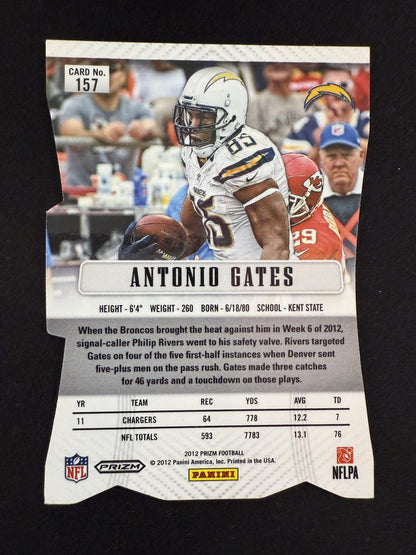 CARD No.
157
85
85
29
ANTONIO GATES
HEIGHT - 6'4" WEIGHT - 260 BORN - 6/18/80 SCHOOL - KENT STATE
When the Broncos brought the heat against him in Week 6 of 2012,
signal-caller Philip Rivers went to his safety valve. Rivers targeted
Gates on four of the five first-half instances when Denver sent
five-plus men on the pass rush. Gates made three catches
for 46 yards and a touchdown on those plays.
YR TEAM REC YDS AVG TD
11 CHARGERS 64 778 12.2 7
NFL TOTALS 593 7783 13.1 76
2012 PRIZM FOOTBALL
© 2012 Panini America, Inc. Printed in the USA.
NFL PRIZM PANINI NFLPA